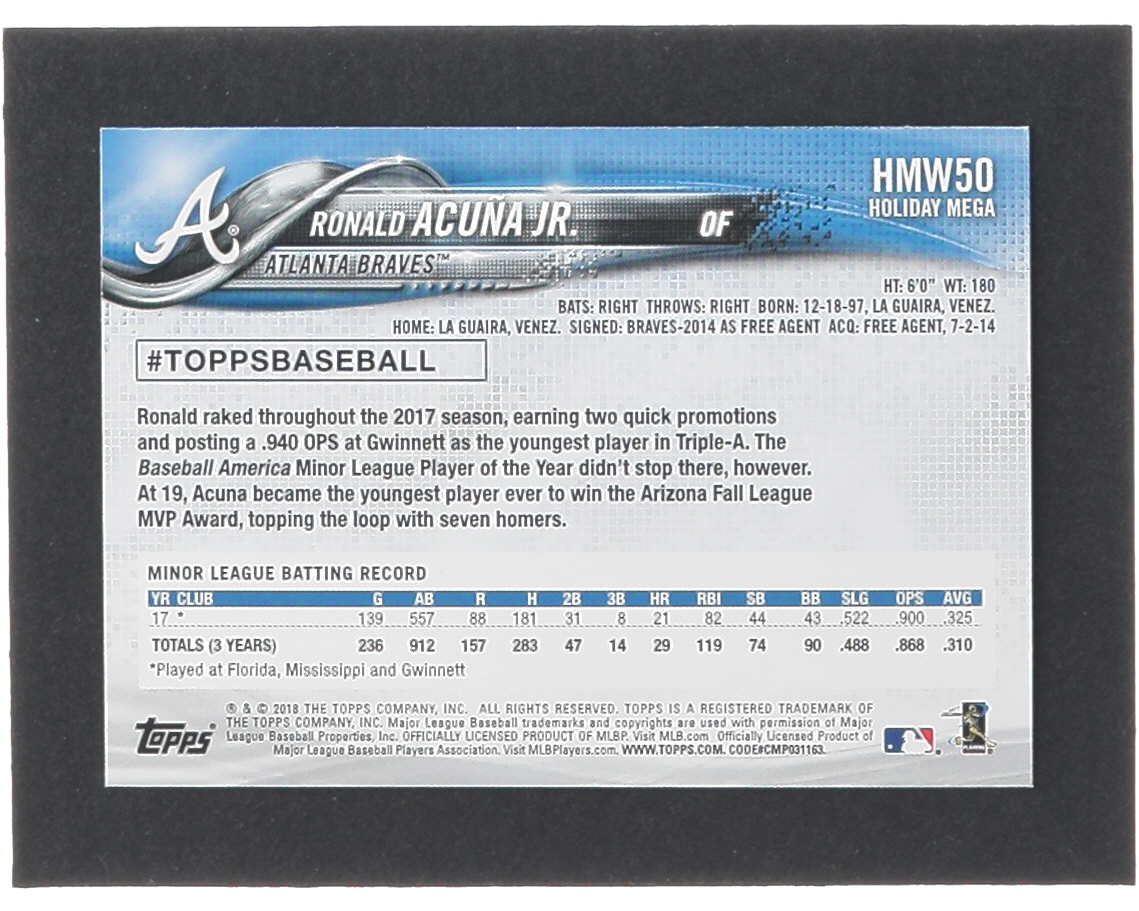 HMW50
HOLIDAY MEGA
A®
RONALD ACUÑA JR. OF
ATLANTA BRAVES™
HT: 6'0" WT: 180
BATS: RIGHT THROWS: RIGHT BORN: 12-18-97, LA GUAIRA, VENEZ.
HOME: LA GUAIRA, VENEZ. SIGNED: BRAVES-2014 AS FREE AGENT ACQ: FREE AGENT, 7-2-14
#TOPPSBASEBALL
Ronald raked throughout the 2017 season, earning two quick promotions
and posting a .940 OPS at Gwinnett as the youngest player in Triple-A. The
Baseball America Minor League Player of the Year didn't stop there, however.
At 19, Acuna became the youngest player ever to win the Arizona Fall League
MVP Award, topping the loop with seven homers.
MINOR LEAGUE BATTING RECORD
YR CLUB G AB R H 2B 3B HR RBI SB BB SLG OPS AVG
17 * 139 557 88 181 31 8 21 82 44 43 .522 .900 .325
TOTALS (3 YEARS) 236 912 157 283 47 14 29 119 74 90 .488 .868 .310
*Played at Florida, Mississippi and Gwinnett
® & © 2018 THE TOPPS COMPANY, INC. ALL RIGHTS RESERVED. TOPPS IS A REGISTERED TRADEMARK OF
THE TOPPS COMPANY, INC. Major League Baseball trademarks and copyrights are used with permission of Major
League Baseball Properties, Inc. OFFICIALLY LICENSED PRODUCT OF MLBP. Visit MLB.com Officially Licensed Product of
Major League Baseball Players Association. Visit MLBPlayers.com. WWW.TOPPS.COM. CODE#CMP031163.
Topps®
PLAYERS